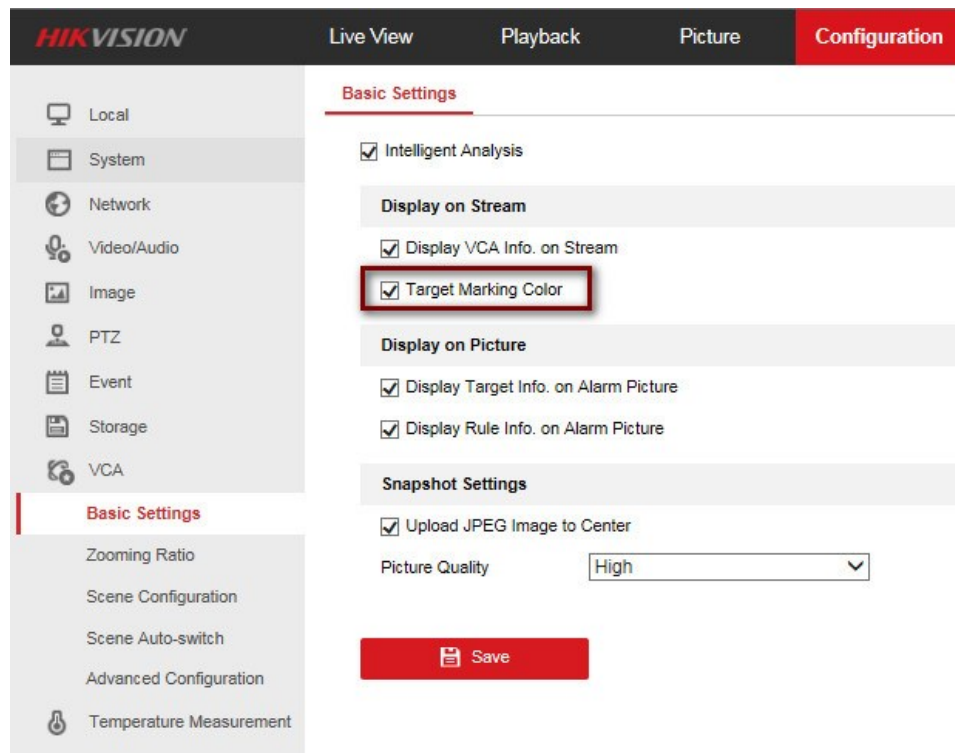 HIKVISION
Live View Playback Picture Configuration
Local
System
Network
Video/Audio
Image
PTZ
Event
Storage
VCA
Basic Settings
Zooming Ratio
Scene Configuration
Scene Auto-switch
Advanced Configuration
Temperature Measurement
Basic Settings
Intelligent Analysis
Display on Stream
Display VCA Info. on Stream
Target Marking Color
Display on Picture
Display Target Info. on Alarm Picture
Display Rule Info. on Alarm Picture
Snapshot Settings
Upload JPEG Image to Center
Picture Quality High
Save